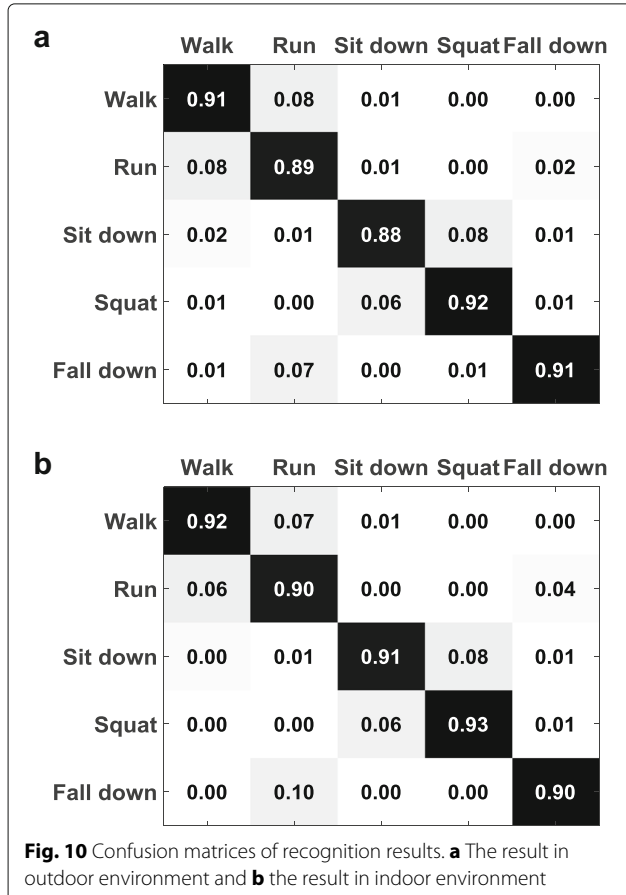 a
Walk Run Sit down Squat Fall down
Walk 0.91 0.08 0.01 0.00 0.00
Run 0.08 0.89 0.01 0.00 0.02
Sit down 0.02 0.01 0.88 0.08 0.01
Squat 0.01 0.00 0.06 0.92 0.01
Fall down 0.01 0.07 0.00 0.01 0.91
b
Walk Run Sit down Squat Fall down
Walk 0.92 0.07 0.01 0.00 0.00
Run 0.06 0.90 0.00 0.00 0.04
Sit down 0.00 0.01 0.91 0.08 0.01
Squat 0.00 0.00 0.06 0.93 0.01
Fall down 0.00 0.10 0.00 0.00 0.90
Fig. 10 Confusion matrices of recognition results. a The result in
outdoor environment and b the result in indoor environment